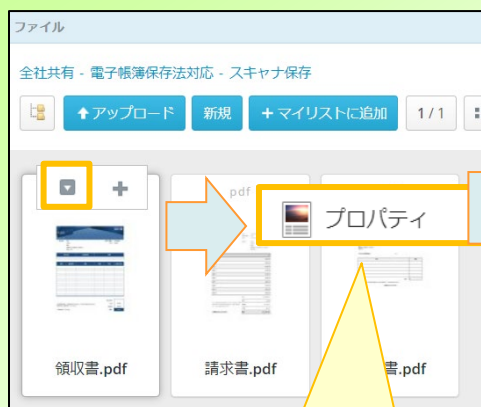 ファイル
全社共有 - 電子帳簿保存法対応 - スキャナ保存
アップロード 新規 + マイリストに追加 1 / 1
pdf
プロパティ
領収書.pdf 請求書.pdf 書.pdf